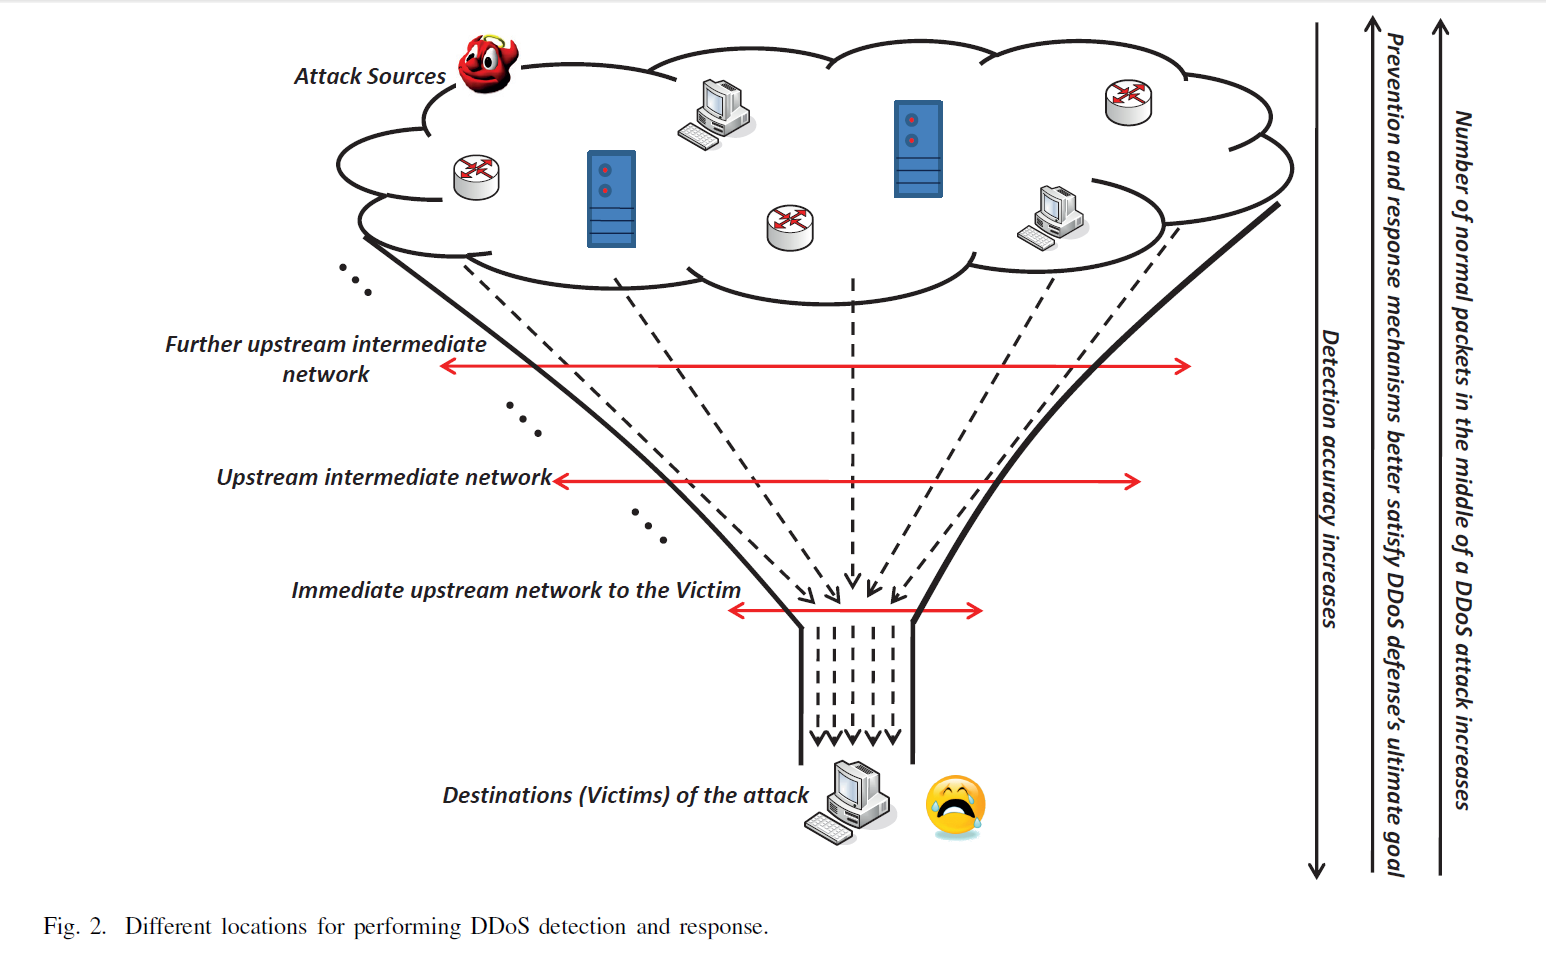 Attack Sources
Further upstream intermediate
network
Upstream intermediate network
Immediate upstream network to the Victim
Destinations (Victims) of the attack
Detection accuracy increases
Prevention and response mechanisms better satisfy DDoS defense's ultimate goal
Number of normal packets in the middle of a DDoS attack increases
Fig. 2. Different locations for performing DDoS detection and response.